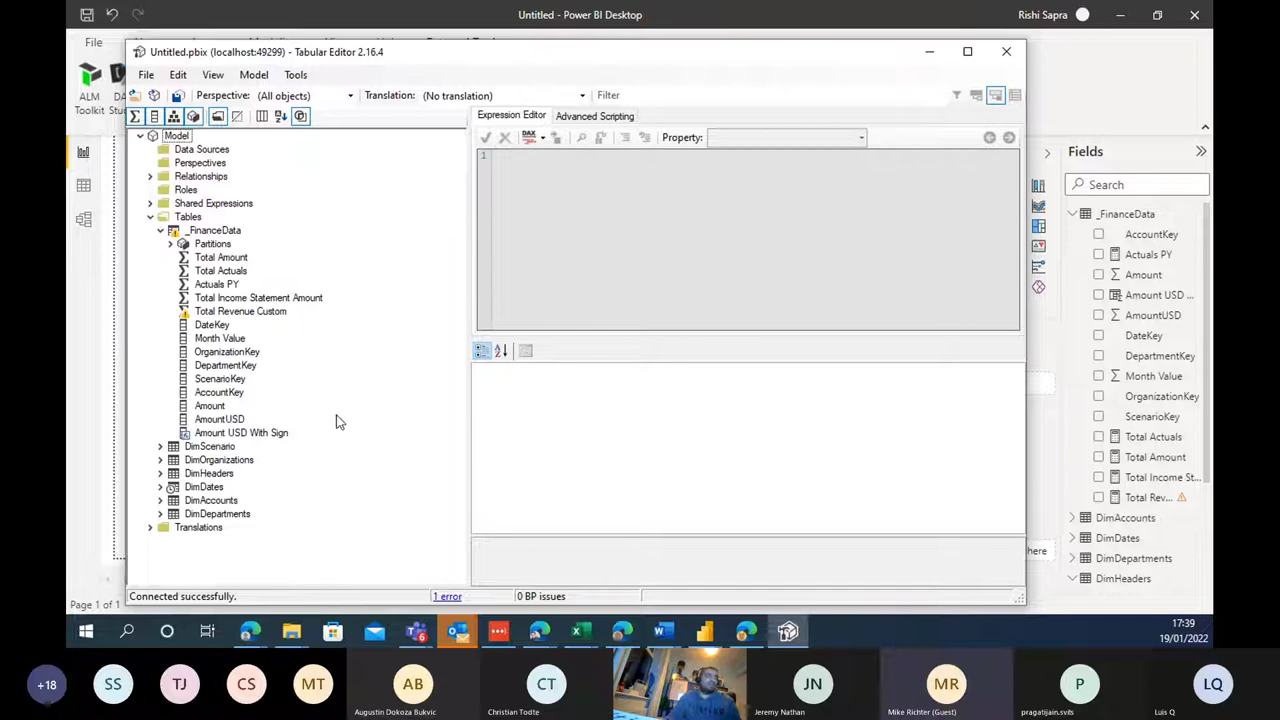 Untitled - Power BI Desktop
Rishi Sapra
File
Untitled.pbix (localhost:49299) - Tabular Editor 2.16.4
File Edit View Model Tools
Perspective: (All objects) Translation: (No translation) Filter
ALM
Toolkit
DA
Stu
Expression Editor Advanced Scripting
DAX
Property:
1
Model
Data Sources
Perspectives
Relationships
Roles
Shared Expressions
Tables
_FinanceData
Partitions
Total Amount
Total Actuals
Actuals PY
Total Income Statement Amount
Total Revenue Custom
DateKey
Month Value
OrganizationKey
DepartmentKey
ScenarioKey
AccountKey
Amount
AmountUSD
Amount USD With Sign
DimScenario
DimOrganizations
DimHeaders
DimDates
DimAccounts
DimDepartments
Translations
Connected successfully. 1 error 0 BP issues
Fields
Search
_FinanceData
AccountKey
Actuals PY
Amount
Amount USD ...
AmountUSD
DateKey
DepartmentKey
Month Value
OrganizationKey
ScenarioKey
Total Actuals
Total Amount
Total Income St...
Total Rev...
DimAccounts
DimDates
DimDepartments
DimHeaders
here
Page 1 of 1
17:39
19/01/2022
+18
SS
TJ
CS
MT
AB
Augustin Dokoza Bukvic
CT
Christian Todte
JN
Jeremy Nathan
MR
Mike Richter (Guest)
P
pragatijain.svits
LQ
Luis Q